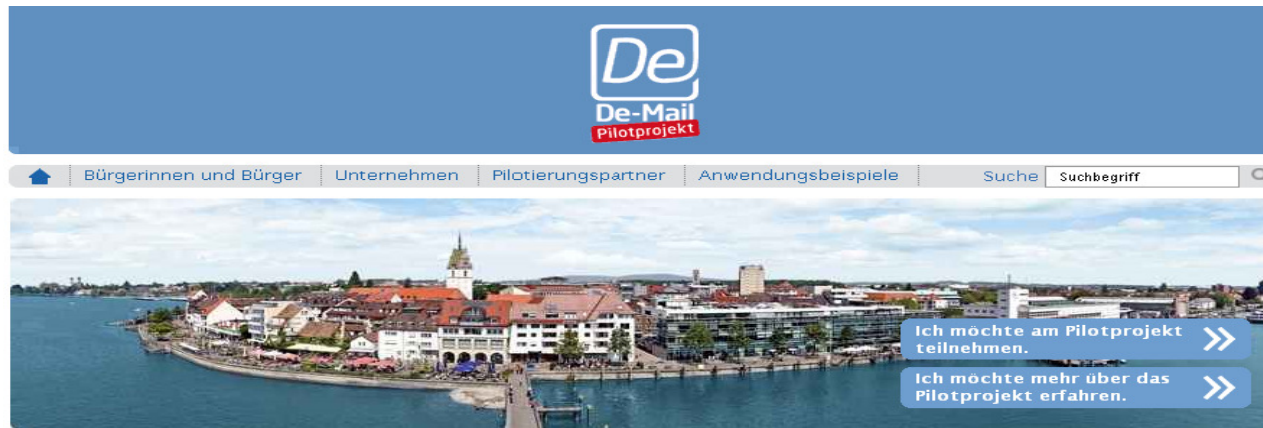 De
De-Mail
Pilotprojekt
Bürgerinnen und Bürger Unternehmen Pilotierungspartner Anwendungsbeispiele Suche Suchbegriff
Ich möchte am Pilotprojekt
teilnehmen.
Ich möchte mehr über das
Pilotprojekt erfahren.